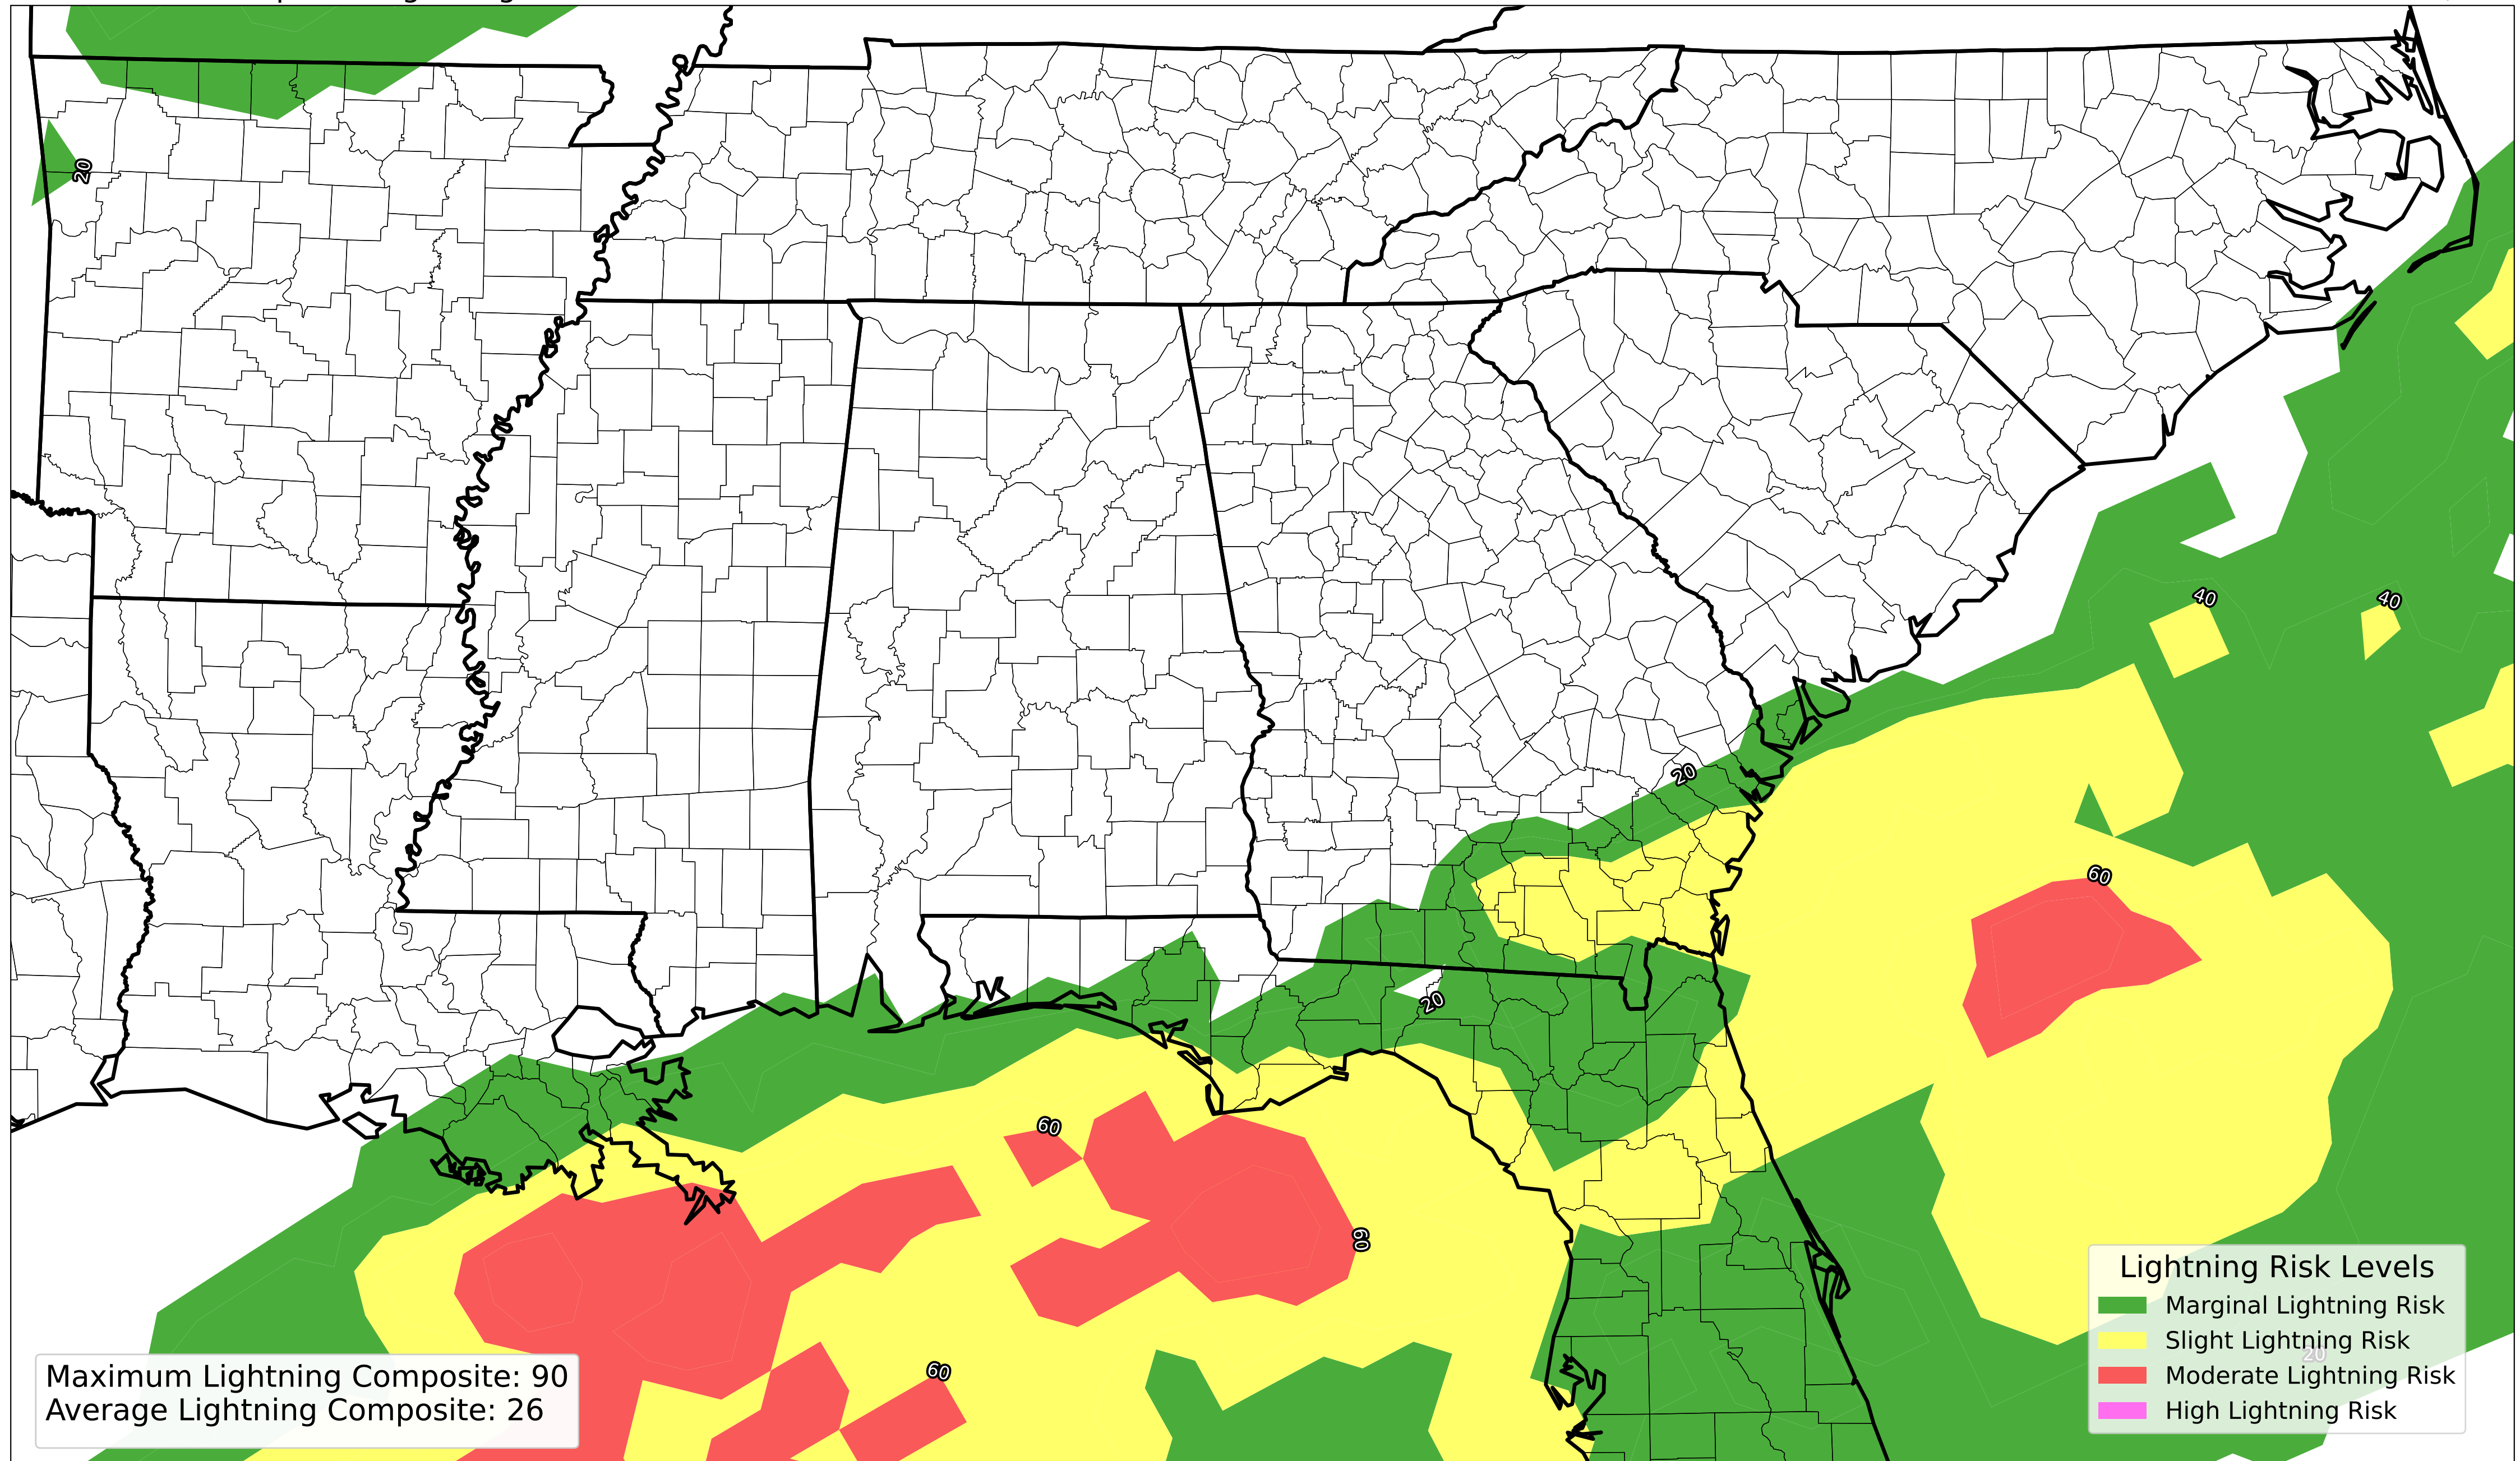 20
40
40
20
60
20
60
60
60
Lightning Risk Levels
Marginal Lightning Risk
Slight Lightning Risk
20
Moderate Lightning Risk
High Lightning Risk
Maximum Lightning Composite: 90
Average Lightning Composite: 26